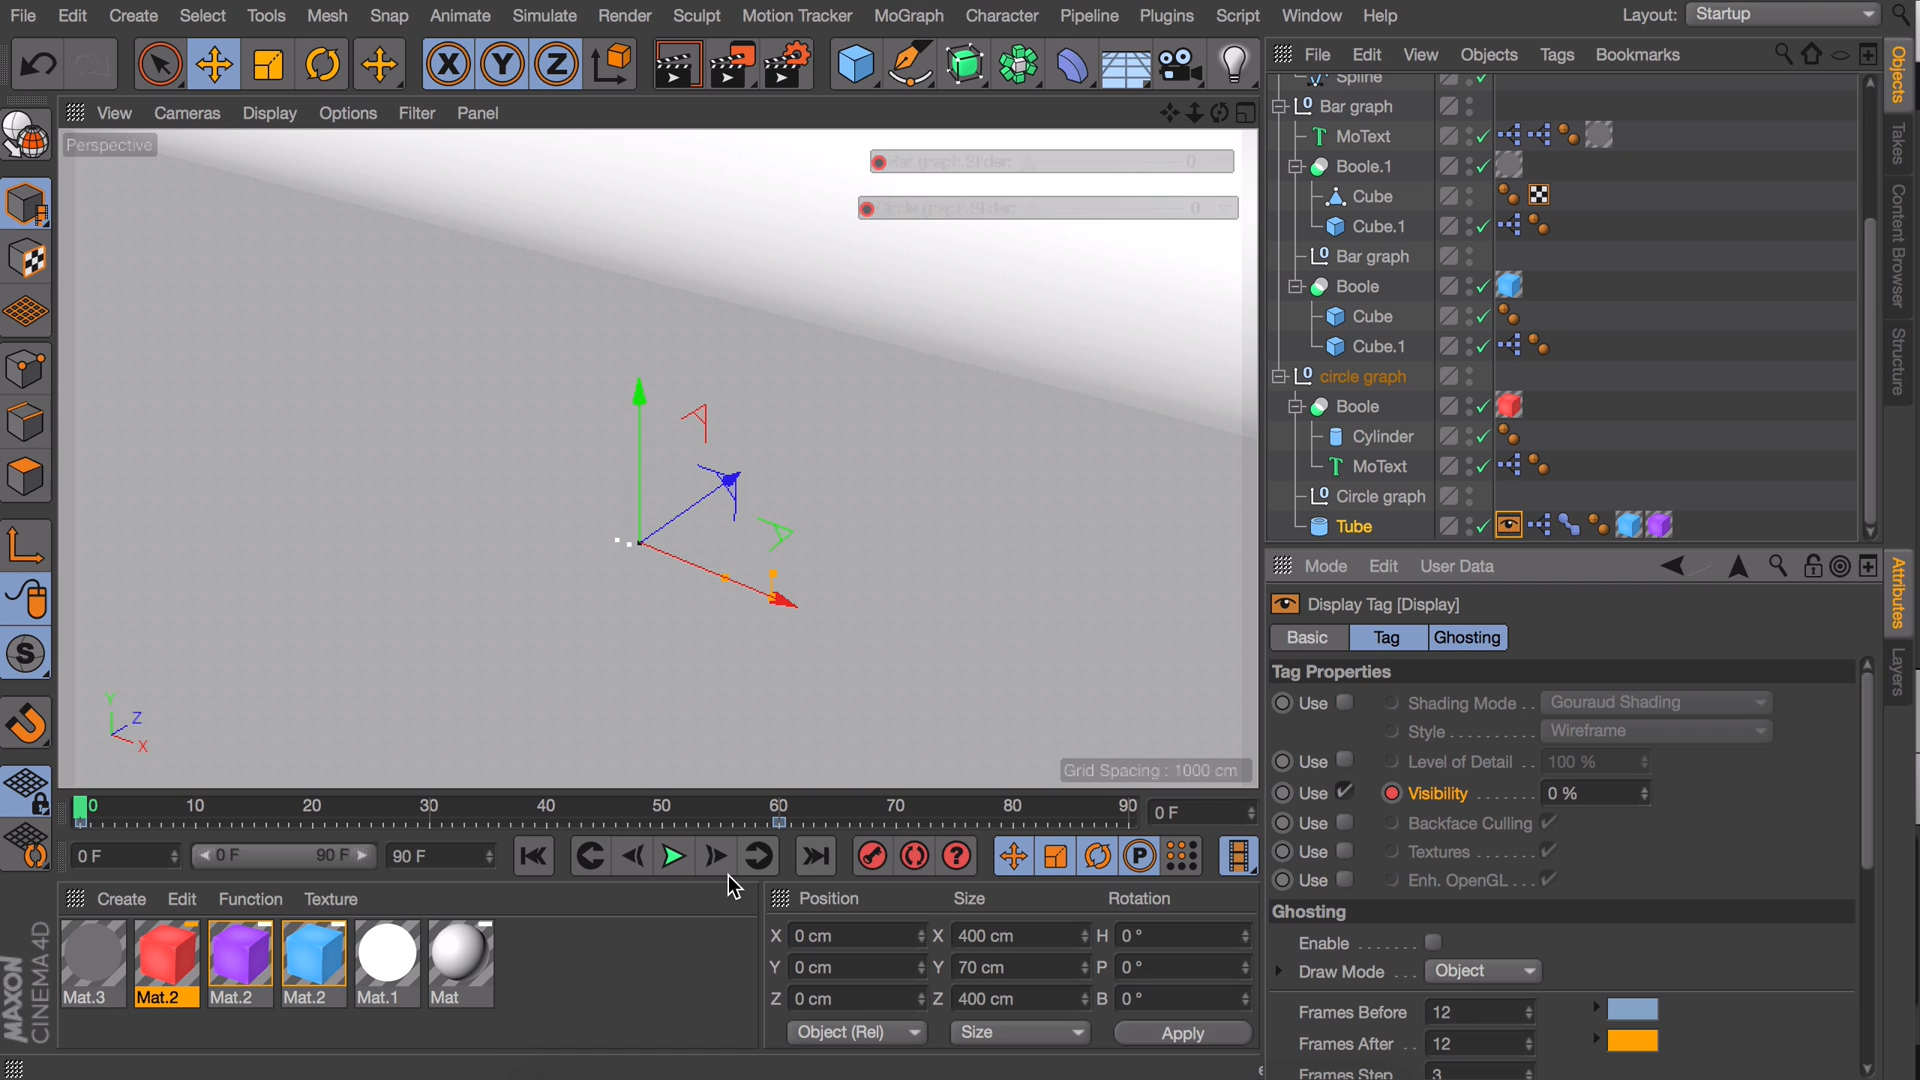 File Edit Create Select Tools Mesh Snap Animate Simulate Render Sculpt Motion Tracker MoGraph Character Pipeline Plugins Script Window Help Layout: Startup
X Y Z
File Edit View Objects Tags Bookmarks
View Cameras Display Options Filter Panel
Perspective
Bar graph.Slider: 0
Circle graph.Slider: 0
Grid Spacing : 1000 cm
Y
Z
X
Spline
Bar graph
MoText
Boole.1
Cube
Cube.1
Bar graph
Boole
Cube
Cube.1
circle graph
Boole
Cylinder
MoText
Circle graph
Tube
Objects
Takes
Content Browser
Structure
Attributes
Layers
Mode Edit User Data
Display Tag [Display]
Basic Tag Ghosting
Tag Properties
Use Shading Mode . . Gouraud Shading
Style . . . . . . . . . . Wireframe
Use Level of Detail . . 100 %
Use Visibility . . . . . . . 0 %
Use Backface Culling
Use Textures . . . . . . .
Use Enh. OpenGL . . .
Ghosting
Enable . . . . . . .
Draw Mode . . . Object
Frames Before 12
Frames After . . 12
Frames Step 3
0 10 20 30 40 50 60 70 80 90 0 F
0 F 0 F 90 F 90 F
Create Edit Function Texture
Mat.3 Mat.2 Mat.2 Mat.2 Mat.1 Mat
MAXON
CINEMA 4D
Position Size Rotation
X 0 cm X 400 cm H 0 °
Y 0 cm Y 70 cm P 0 °
Z 0 cm Z 400 cm B 0 °
Object (Rel) Size Apply